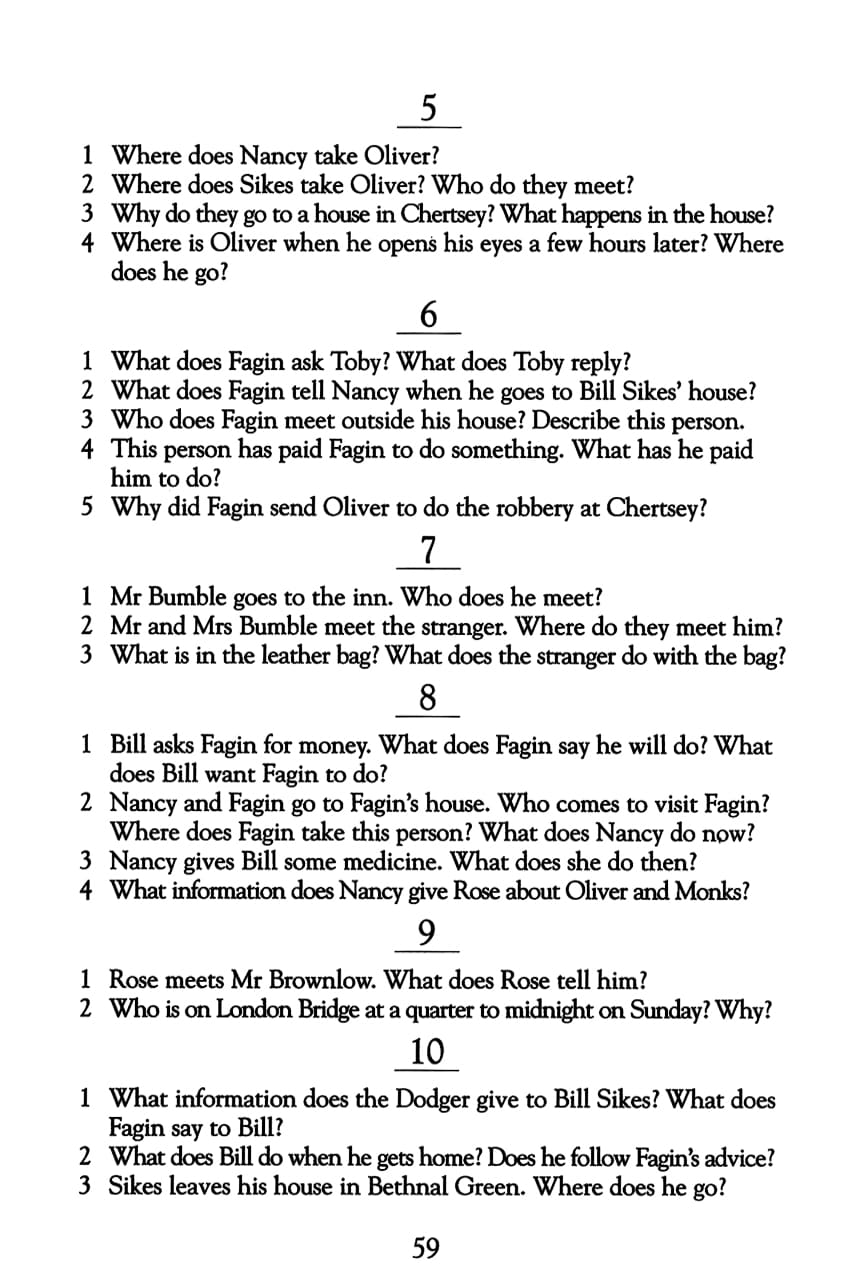 5
1 Where does Nancy take Oliver?
2 Where does Sikes take Oliver? Who do they meet?
3 Why do they go to a house in Chertsey? What happens in the house?
4 Where is Oliver when he opens his eyes a few hours later? Where
does he go?
6
1 What does Fagin ask Toby? What does Toby reply?
2 What does Fagin tell Nancy when he goes to Bill Sikes' house?
3 Who does Fagin meet outside his house? Describe this person.
4 This person has paid Fagin to do something. What has he paid
him to do?
5 Why did Fagin send Oliver to do the robbery at Chertsey?
7
1 Mr Bumble goes to the inn. Who does he meet?
2 Mr and Mrs Bumble meet the stranger. Where do they meet him?
3 What is in the leather bag? What does the stranger do with the bag?
8
1 Bill asks Fagin for money. What does Fagin say he will do? What
does Bill want Fagin to do?
2 Nancy and Fagin go to Fagin's house. Who comes to visit Fagin?
Where does Fagin take this person? What does Nancy do now?
3 Nancy gives Bill some medicine. What does she do then?
4 What information does Nancy give Rose about Oliver and Monks?
9
1 Rose meets Mr Brownlow. What does Rose tell him?
2 Who is on London Bridge at a quarter to midnight on Sunday? Why?
10
1 What information does the Dodger give to Bill Sikes? What does
Fagin say to Bill?
2 What does Bill do when he gets home? Does he follow Fagin's advice?
3 Sikes leaves his house in Bethnal Green. Where does he go?
59